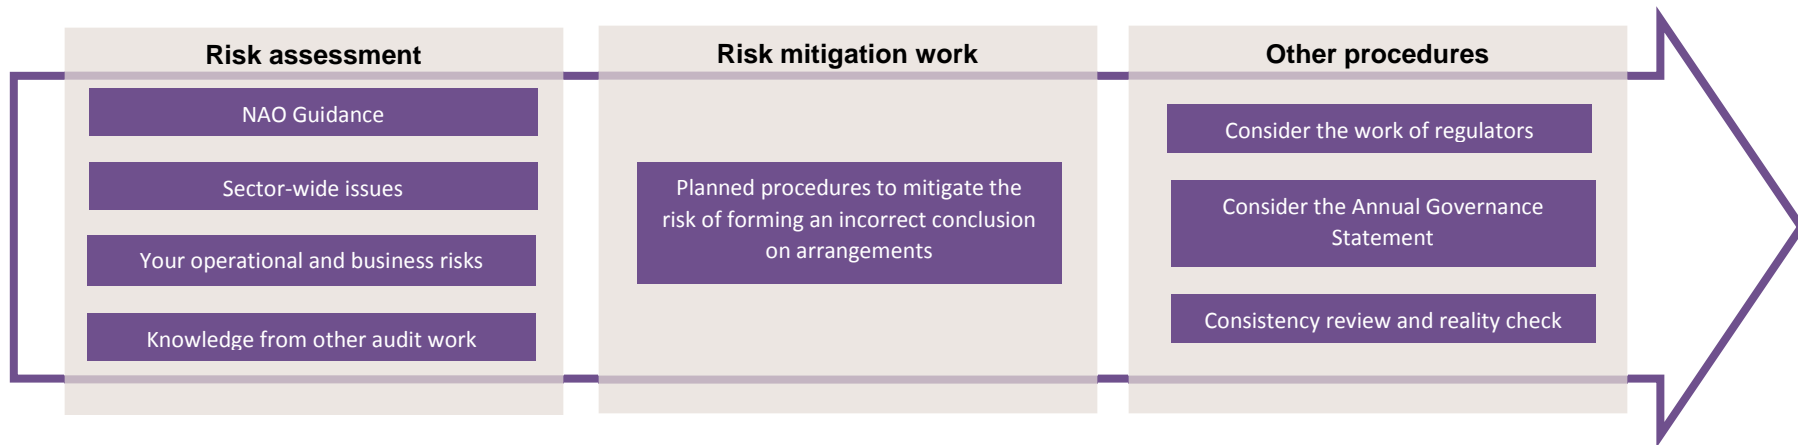 Risk assessment
NAO Guidance
Sector-wide issues
Your operational and business risks
Knowledge from other audit work
Risk mitigation work
Planned procedures to mitigate the
risk of forming an incorrect conclusion
on arrangements
Other procedures
Consider the work of regulators
Consider the Annual Governance
Statement
Consistency review and reality check